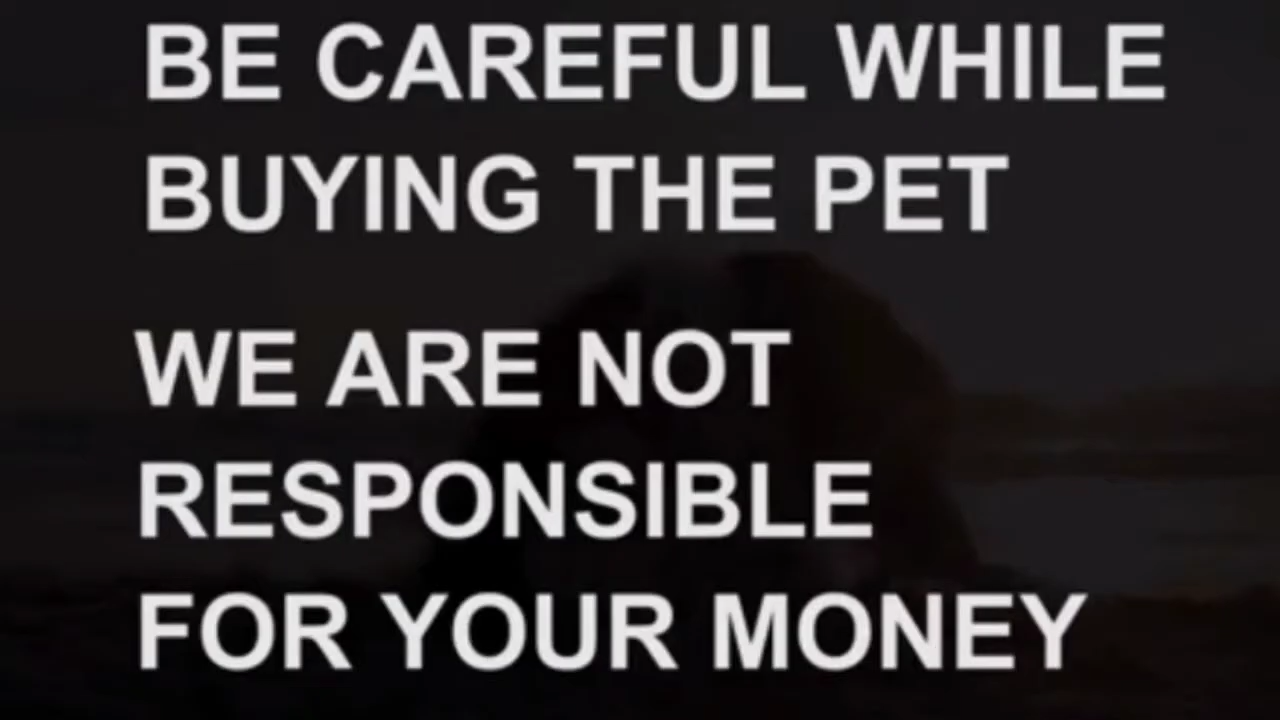 BE CAREFUL WHILE
BUYING THE PET
WE ARE NOT
RESPONSIBLE
FOR YOUR MONEY